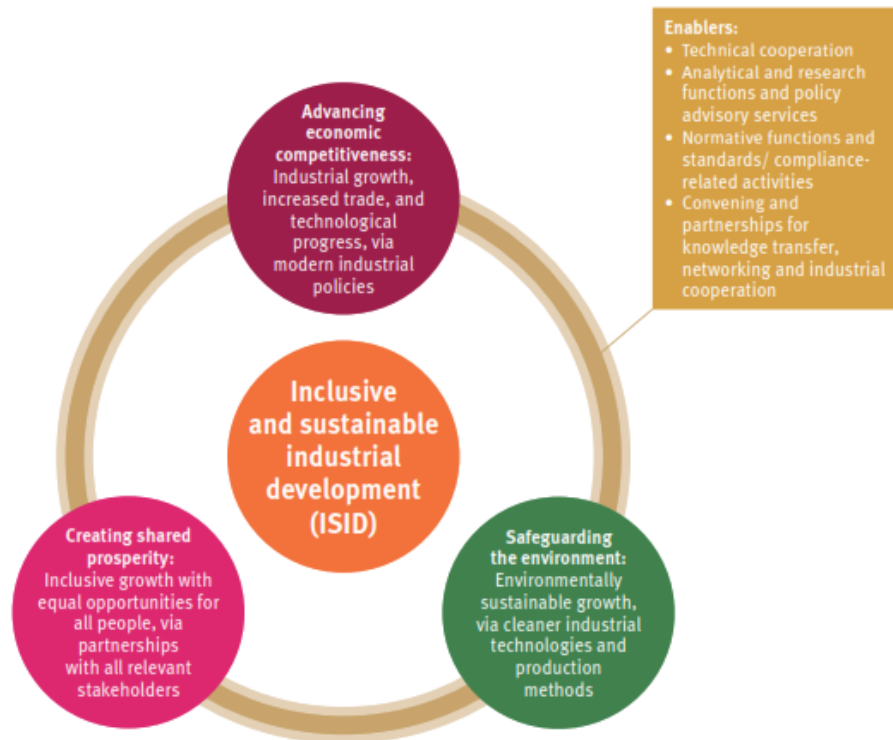 Enablers:
• Technical cooperation
• Analytical and research
functions and policy
advisory services
• Normative functions and
standards/ compliance-
related activities
• Convening and
partnerships for
knowledge transfer,
networking and industrial
cooperation
Advancing
economic
competitiveness:
Industrial growth,
increased trade, and
technological
progress, via
modern industrial
policies
Inclusive
and sustainable
industrial
development
(ISID)
Creating shared
prosperity:
Inclusive growth with
equal opportunities for
all people, via
partnerships
with all relevant
stakeholders
Safeguarding
the environment:
Environmentally
sustainable growth,
via cleaner industrial
technologies and
production
methods